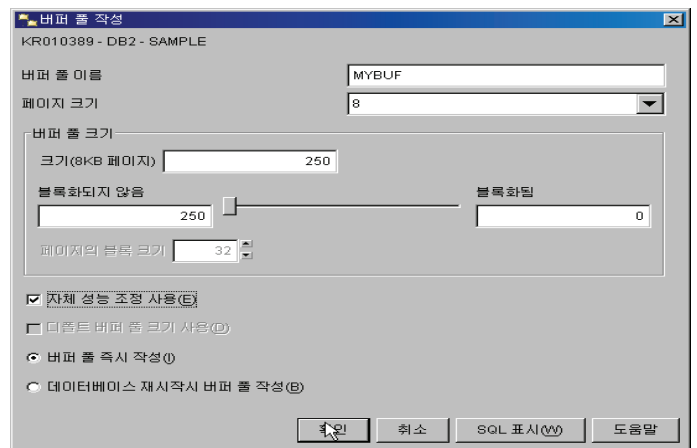 버퍼 풀 작성
KR010389 - DB2 - SAMPLE
버퍼 풀 이름 MYBUF
페이지 크기 8
버퍼 풀 크기
크기(8KB 페이지) 250
블록화되지 않음 블록화됨
250 0
페이지의 블록 크기 32
자체 성능 조정 사용(E)
디폴트 버퍼 풀 크기 사용(D)
버퍼 풀 즉시 작성(I)
데이터베이스 재시작시 버퍼 풀 작성(B)
확인 취소 SQL 표시(W) 도움말